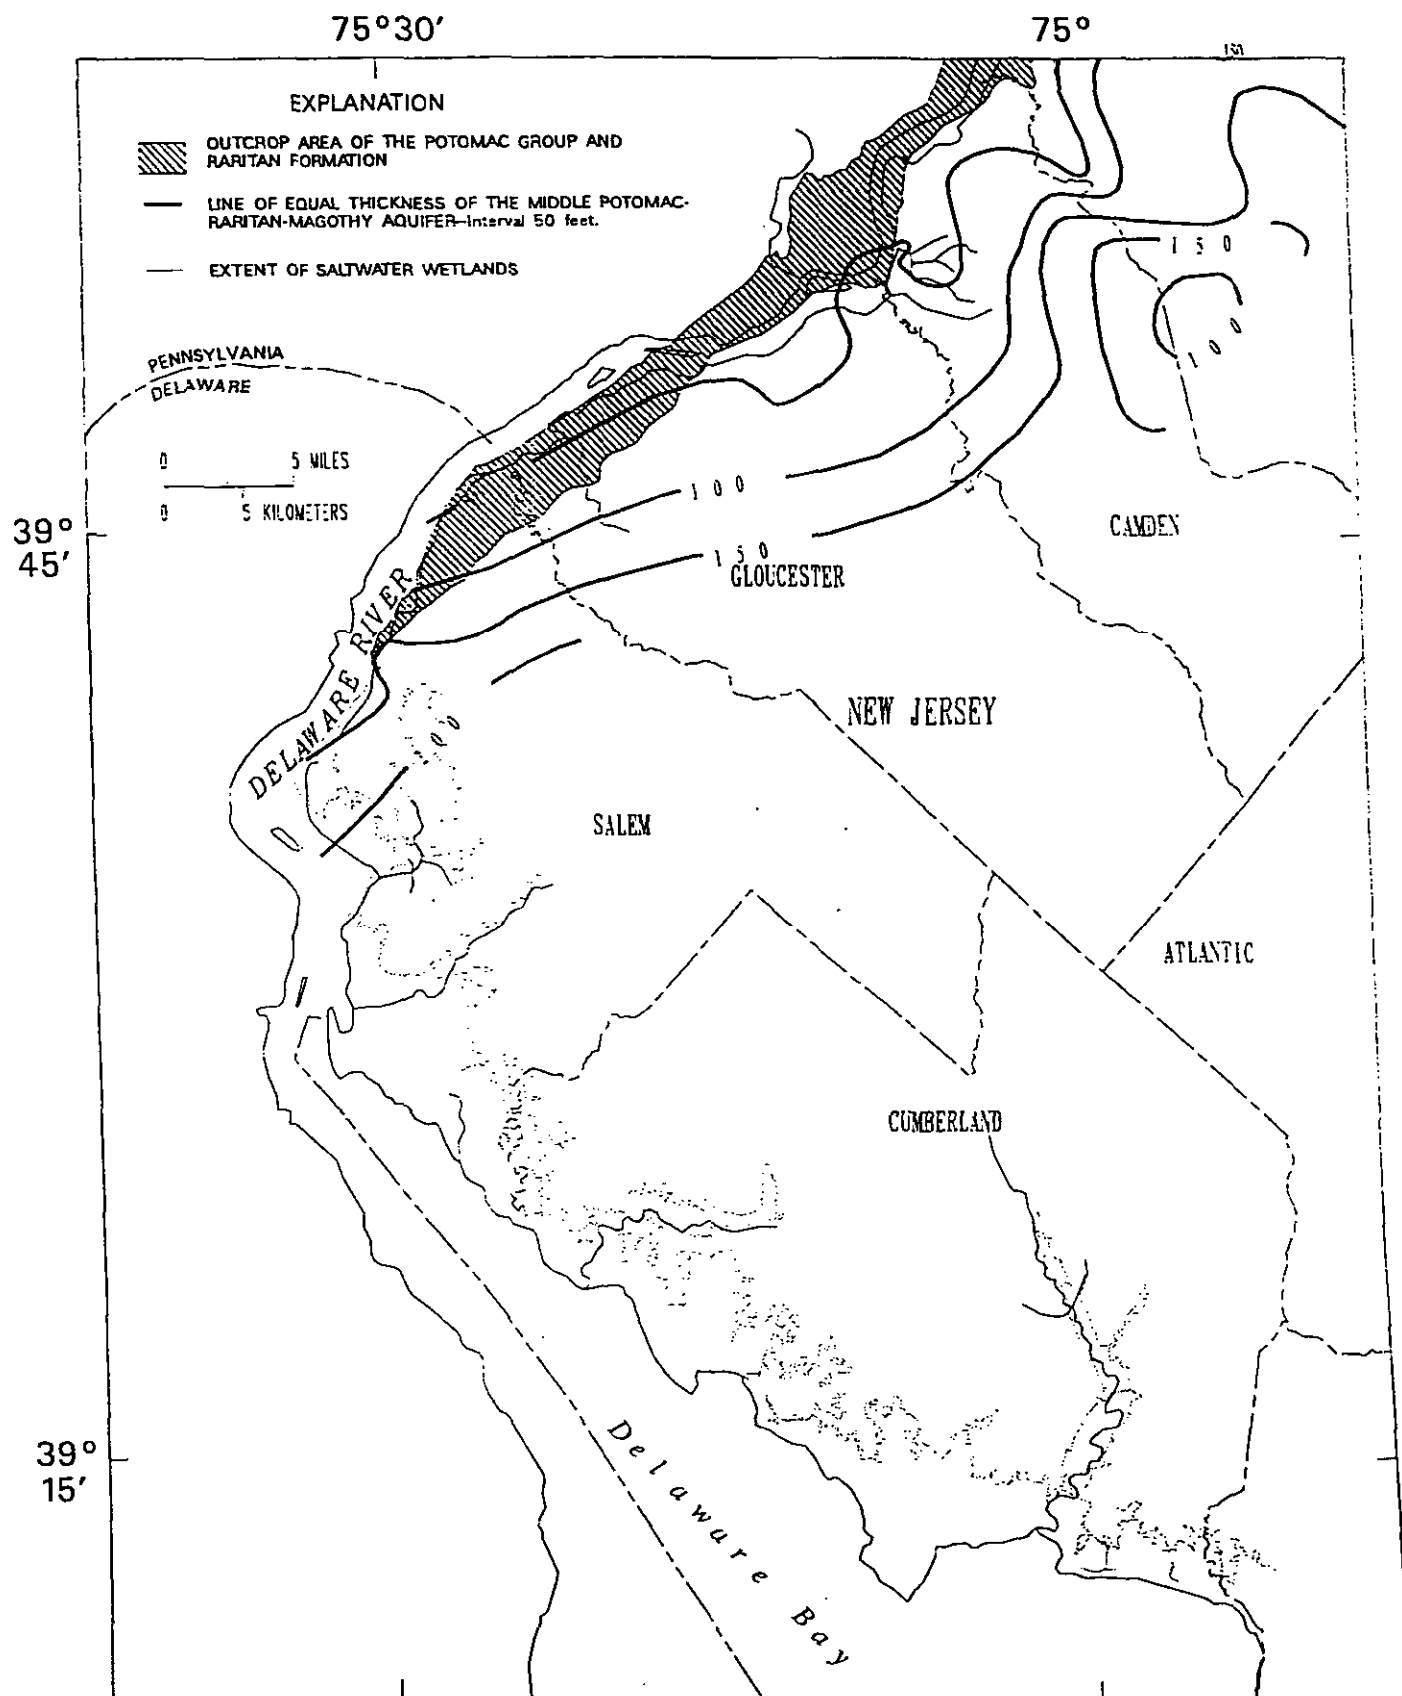 75°30′
75°
150
EXPLANATION
OUTCROP AREA OF THE POTOMAC GROUP AND
RARITAN FORMATION
LINE OF EQUAL THICKNESS OF THE MIDDLE POTOMAC-
RARITAN-MAGOTHY AQUIFER—Interval 50 feet.
EXTENT OF SALTWATER WETLANDS
150
100
PENNSYLVANIA
DELAWARE
0 5 MILES
0 5 KILOMETERS
100
39°
45′
CAMDEN
150
GLOUCESTER
DELAWARE RIVER
NEW JERSEY
100
SALEM
ATLANTIC
CUMBERLAND
39°
15′
Delaware Bay